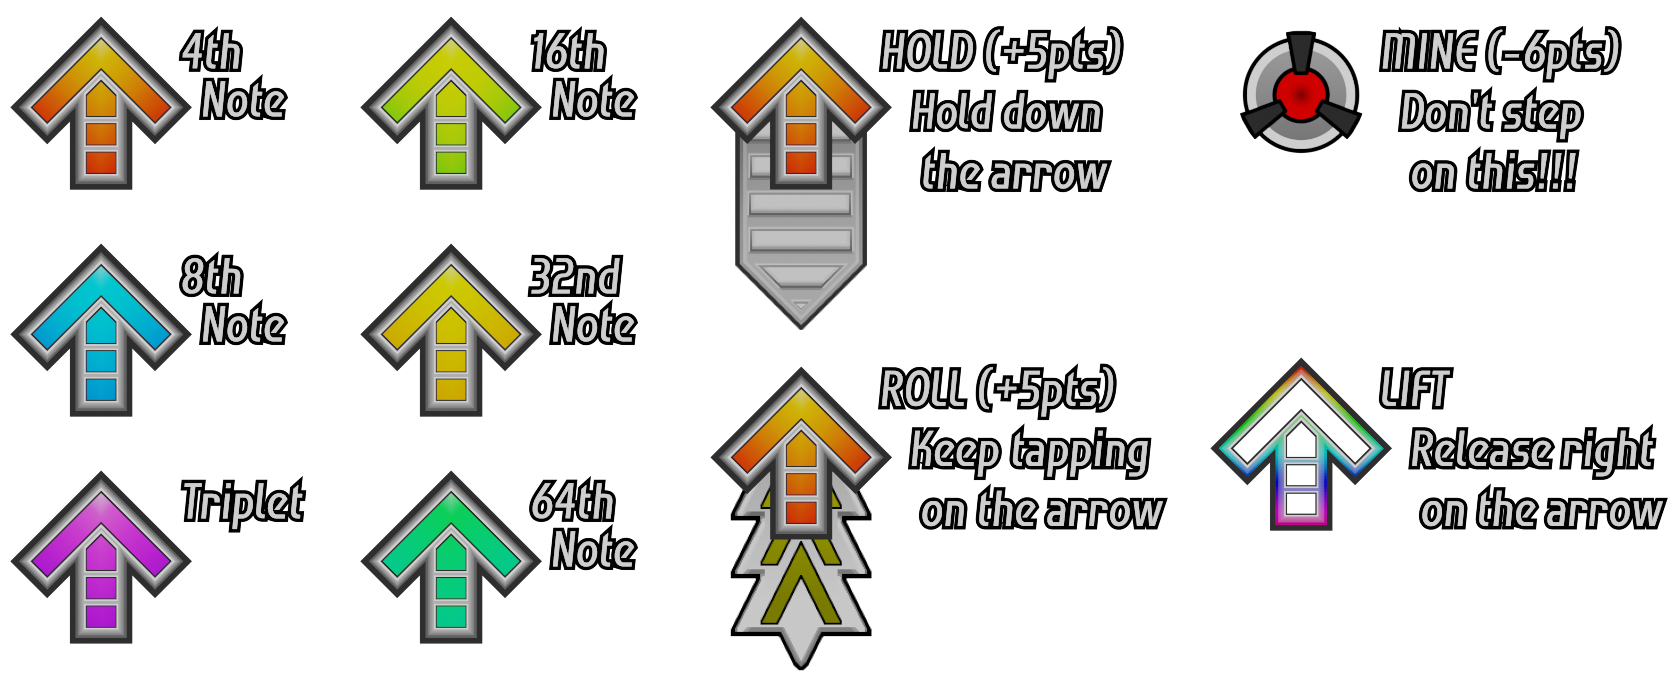 4th
Note
16th
Note
HOLD (+5pts)
Hold down
the arrow
MINE (-6pts)
Don't step
on this!!!
8th
Note
32nd
Note
ROLL (+5pts)
Keep tapping
on the arrow
LIFT
Release right
on the arrow
Triplet
64th
Note